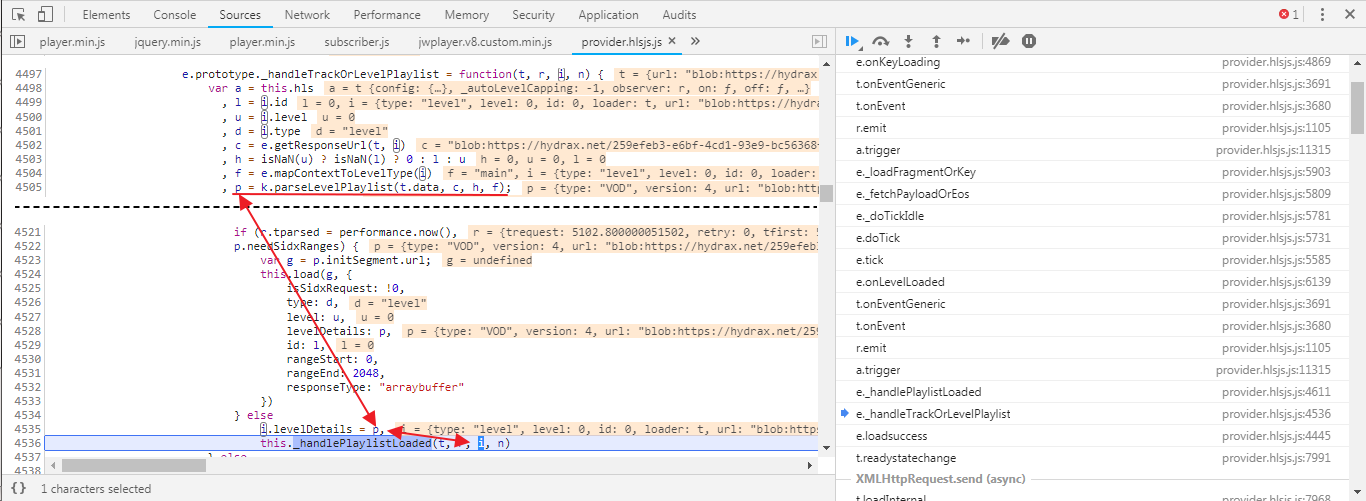 Elements Console Sources Network Performance Memory Security Application Audits 1
player.min.js jquery.min.js player.min.js subscriber.js jwplayer.v8.custom.min.js provider.hlsjs.js × »
4497 e.prototype._handleTrackOrLevelPlaylist = function(t, r, i, n) { t = {url: "blob:https://hydrax.
4498 var a = this.hls a = t {config: {…}, _autoLevelCapping: -1, observer: r, on: ƒ, off: ƒ, …}
4499 , l = i.id l = 0, i = {type: "level", level: 0, id: 0, loader: t, url: "blob:https://hydrax
4500 , u = i.level u = 0
4501 , d = i.type d = "level"
4502 , c = e.getResponseUrl(t, i) c = "blob:https://hydrax.net/259efeb3-e6bf-4cd1-93e9-bc56368
4503 , h = isNaN(u) ? isNaN(l) ? 0 : l : u h = 0, u = 0, l = 0
4504 , f = e.mapContextToLevelType(i) f = "main", i = {type: "level", level: 0, id: 0, loader:
4505 , p = k.parseLevelPlaylist(t.data, c, h, f); p = {type: "VOD", version: 4, url: "blob:https:
4521 if (r.tparsed = performance.now(), r = {trequest: 5102.800000051502, retry: 0, tfirst:
4522 p.needSidxRanges) { p = {type: "VOD", version: 4, url: "blob:https://hydrax.net/259efeb3
4523 var g = p.initSegment.url; g = undefined
4524 this.load(g, {
4525 isSidxRequest: !0,
4526 type: d, d = "level"
4527 level: u, u = 0
4528 levelDetails: p, p = {type: "VOD", version: 4, url: "blob:https://hydrax.net/259
4529 id: l, l = 0
4530 rangeStart: 0,
4531 rangeEnd: 2048,
4532 responseType: "arraybuffer"
4533 })
4534 } else
4535 i.levelDetails = p, i = {type: "level", level: 0, id: 0, loader: t, url: "blob:https
4536 this._handlePlaylistLoaded(t, r, i, n)
4537 } else
4538
{} 1 characters selected
e.onKeyLoading provider.hlsjs.js:4869
t.onEventGeneric provider.hlsjs.js:3691
t.onEvent provider.hlsjs.js:3680
r.emit provider.hlsjs.js:1105
a.trigger provider.hlsjs.js:11315
e._loadFragmentOrKey provider.hlsjs.js:5903
e._fetchPayloadOrEos provider.hlsjs.js:5809
e._doTickIdle provider.hlsjs.js:5781
e.doTick provider.hlsjs.js:5731
e.tick provider.hlsjs.js:5585
e.onLevelLoaded provider.hlsjs.js:6139
t.onEventGeneric provider.hlsjs.js:3691
t.onEvent provider.hlsjs.js:3680
r.emit provider.hlsjs.js:1105
a.trigger provider.hlsjs.js:11315
e._handlePlaylistLoaded provider.hlsjs.js:4611
e._handleTrackOrLevelPlaylist provider.hlsjs.js:4536
e.loadsuccess provider.hlsjs.js:4445
t.readystatechange provider.hlsjs.js:7991
XMLHttpRequest.send (async)
t.loadInternal provider.hlsjs.js:7968